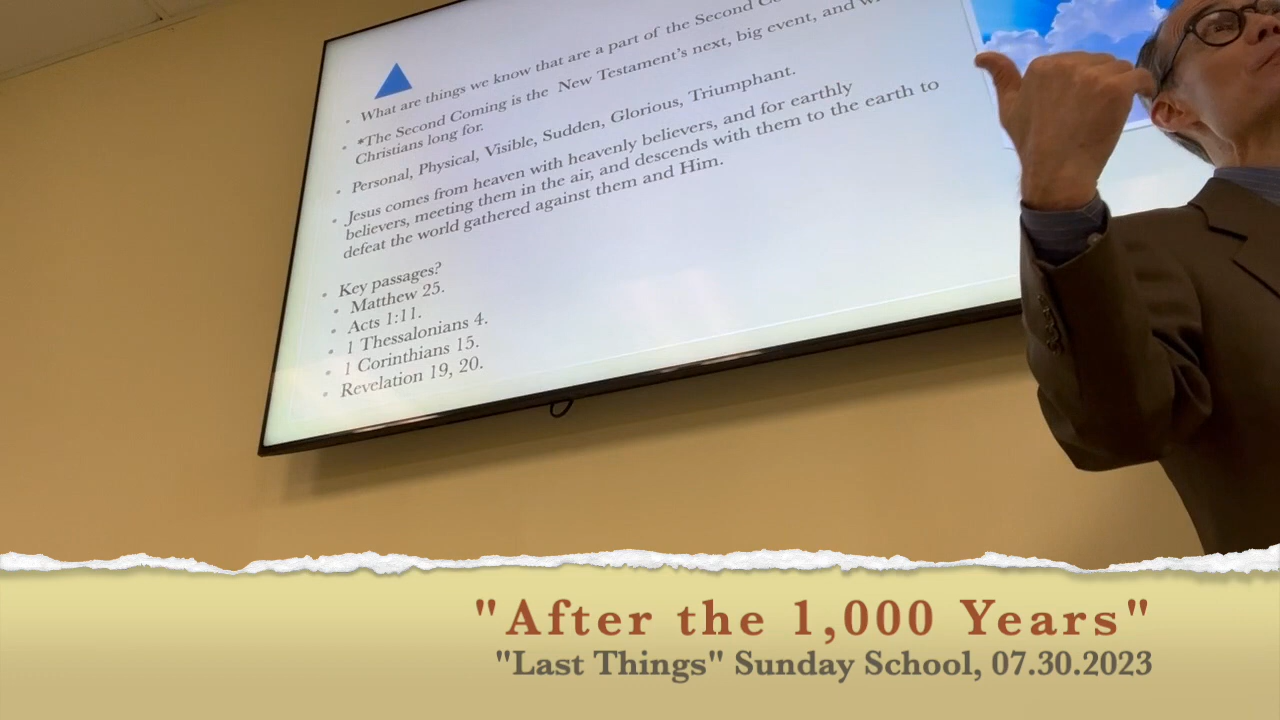 • What are things we know that are a part of the Second
• *The Second Coming is the New Testament's next, big event, and
Christians long for.
• Personal, Physical, Visible, Sudden, Glorious, Triumphant.
• Jesus comes from heaven with heavenly believers, and for earthly
believers, meeting them in the air, and descends with them to the earth to
defeat the world gathered against them and Him.
• Key passages?
• Matthew 25.
• Acts 1:11.
• 1 Thessalonians 4.
• 1 Corinthians 15.
• Revelation 19, 20.
"After the 1,000 Years"
"Last Things" Sunday School, 07.30.2023